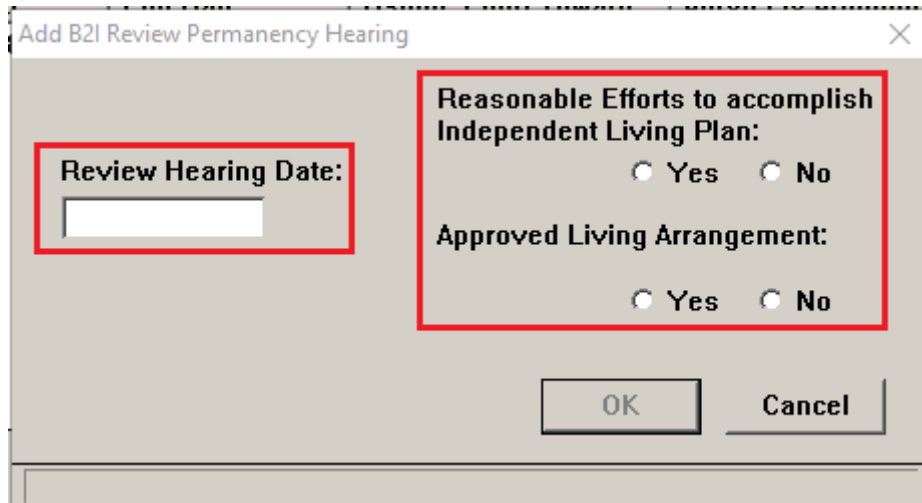 Add B2I Review Permanency Hearing
Reasonable Efforts to accomplish
Independent Living Plan:
Review Hearing Date:
Yes No
Approved Living Arrangement:
Yes No
OK Cancel